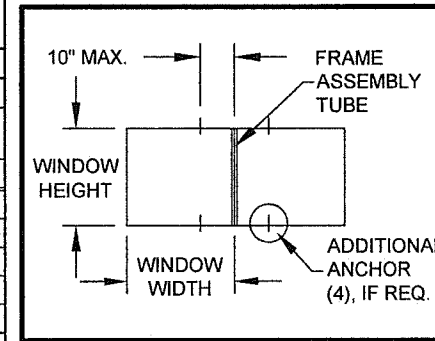 10" MAX.
FRAME
ASSEMBLY
TUBE
WINDOW
HEIGHT
WINDOW
WIDTH
ADDITIONAL
ANCHOR
(4), IF REQ.